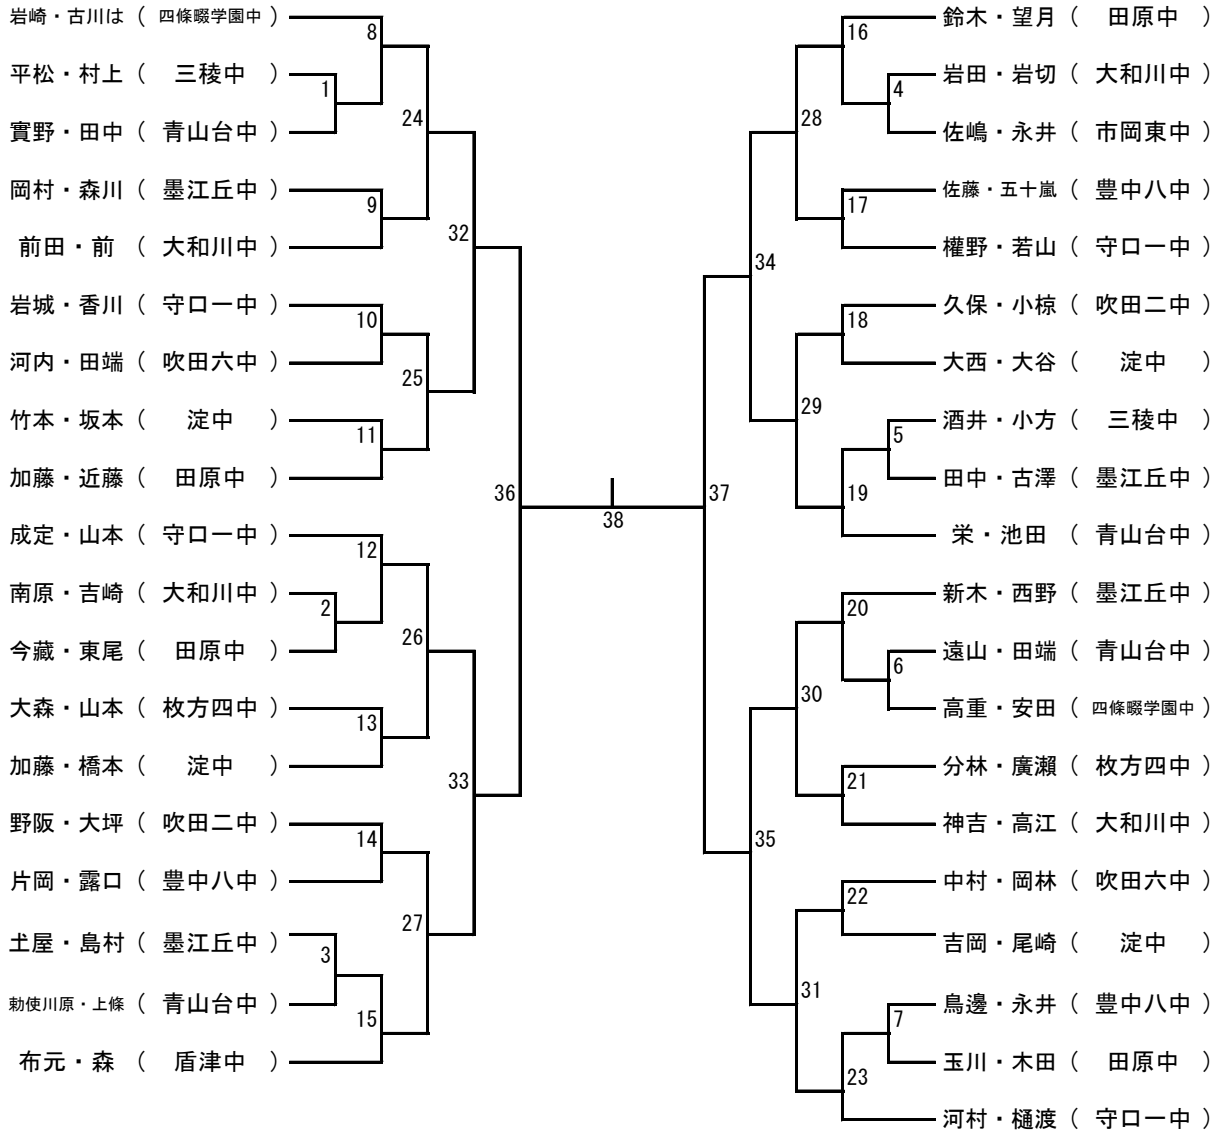 岩崎・古川は（ 四條畷学園中 ）
8
平松・村上（ 三稜中 ）
1
實野・田中（ 青山台中 ）
24
岡村・森川（ 墨江丘中 ）
9
前田・前 （ 大和川中 ）
32
岩城・香川（ 守口一中 ）
10
河内・田端（ 吹田六中 ）
25
竹本・坂本（ 淀中 ）
11
加藤・近藤（ 田原中 ）
36
成定・山本（ 守口一中 ）
12
南原・吉崎（ 大和川中 ）
2
今藏・東尾（ 田原中 ）
26
大森・山本（ 枚方四中 ）
13
加藤・橋本（ 淀中 ）
33
野阪・大坪（ 吹田二中 ）
14
片岡・露口（ 豊中八中 ）
27
𡈽屋・島村（ 墨江丘中 ）
3
勅使川原・上條（ 青山台中 ）
15
布元・森 （ 盾津中 ）
38
鈴木・望月（ 田原中 ）
16
岩田・岩切（ 大和川中 ）
4
佐嶋・永井（ 市岡東中 ）
28
佐藤・五十嵐（ 豊中八中 ）
17
權野・若山（ 守口一中 ）
34
久保・小椋（ 吹田二中 ）
18
大西・大谷（ 淀中 ）
29
酒井・小方（ 三稜中 ）
5
田中・古澤（ 墨江丘中 ）
19
栄・池田 （ 青山台中 ）
37
新木・西野（ 墨江丘中 ）
20
遠山・田端（ 青山台中 ）
6
高重・安田（ 四條畷学園中 ）
30
分林・廣瀨（ 枚方四中 ）
21
神吉・高江（ 大和川中 ）
35
中村・岡林（ 吹田六中 ）
22
吉岡・尾崎（ 淀中 ）
31
鳥邊・永井（ 豊中八中 ）
7
玉川・木田（ 田原中 ）
23
河村・樋渡（ 守口一中 ）